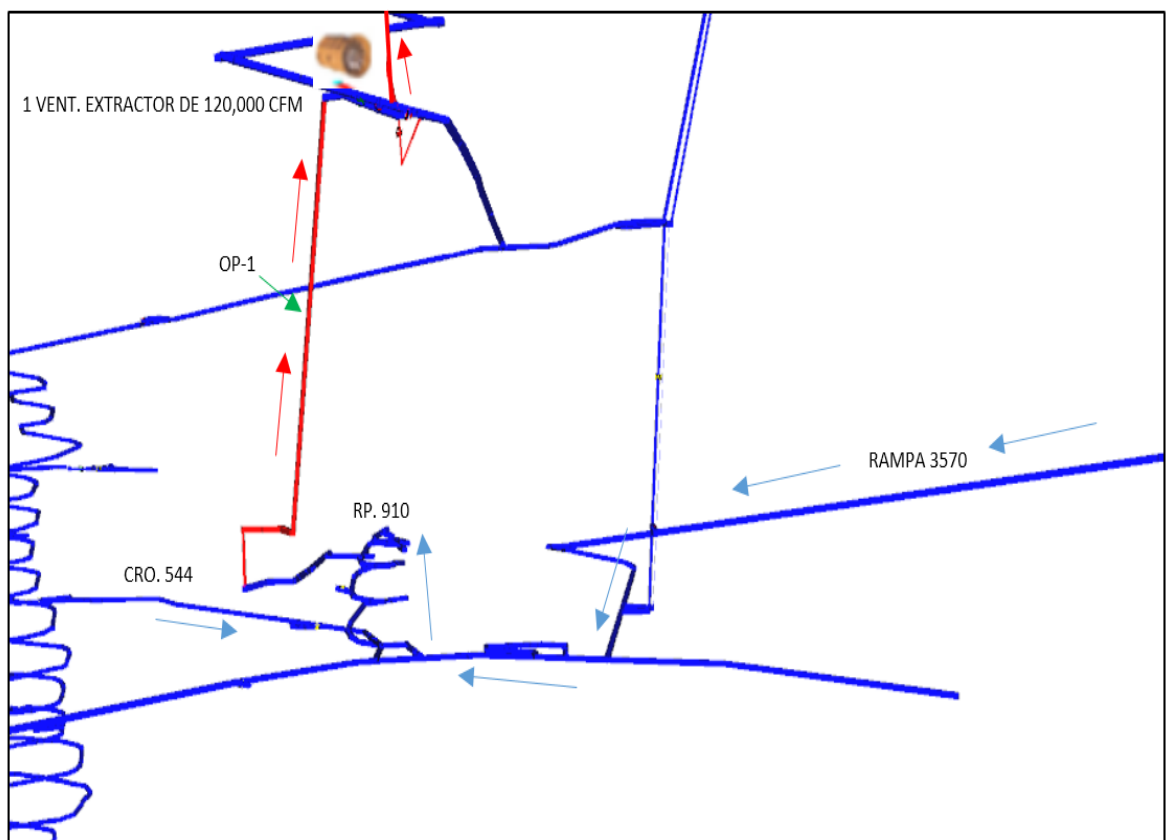 1 VENT. EXTRACTOR DE 120,000 CFM
OP-1
RAMPA 3570
RP. 910
CRO. 544